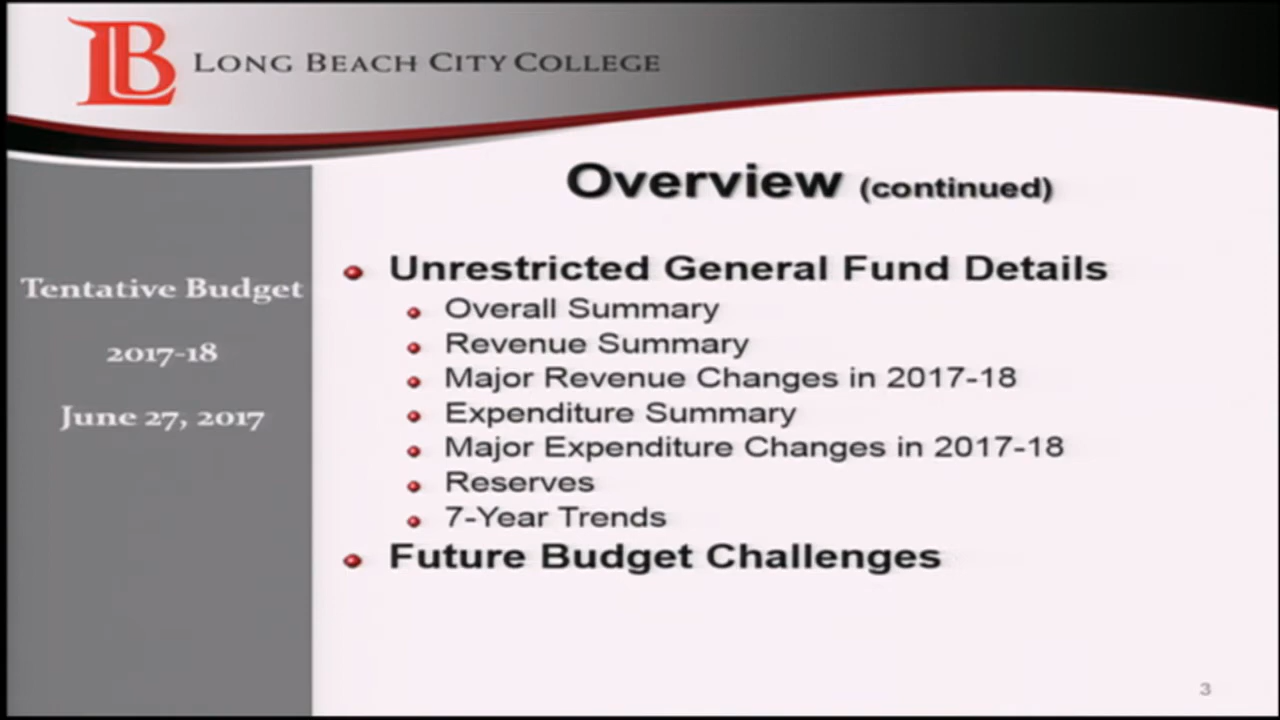 LB LONG BEACH CITY COLLEGE
Overview (continued)
Tentative Budget
2017-18
June 27, 2017
Unrestricted General Fund Details
Overall Summary
Revenue Summary
Major Revenue Changes in 2017-18
Expenditure Summary
Major Expenditure Changes in 2017-18
Reserves
7-Year Trends
Future Budget Challenges
3